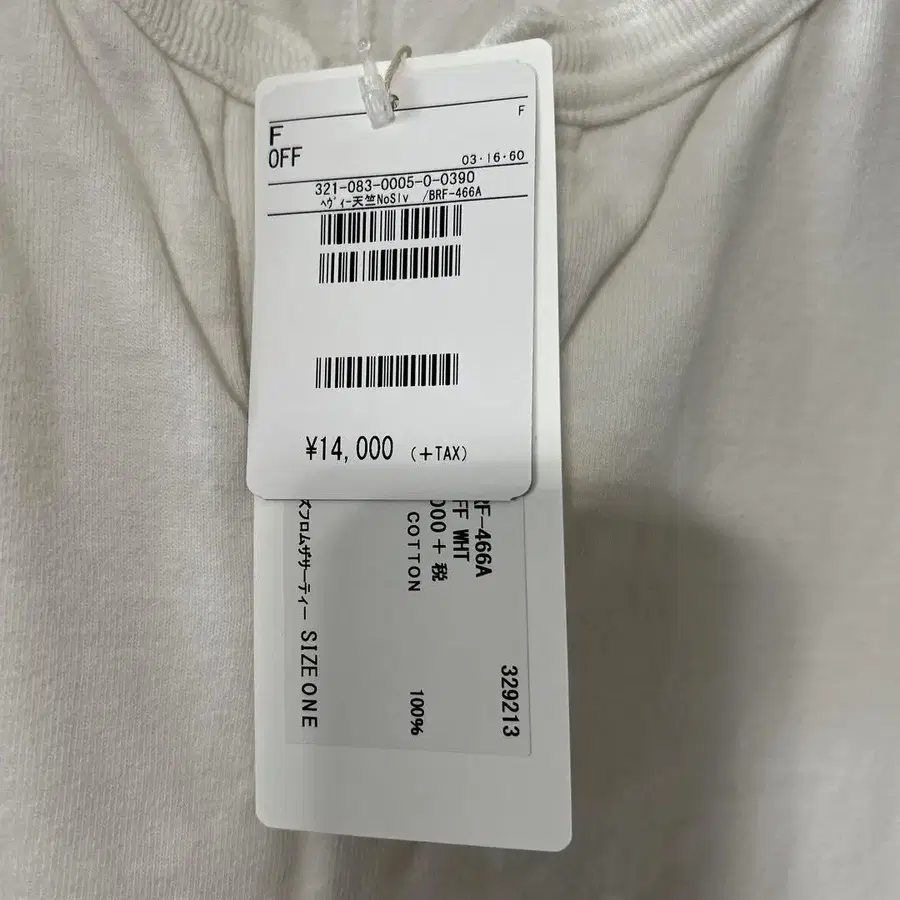 F
F
OFF
03・16・60
321-083-0005-0-0390
ヘヴィー天竺NoSlv /BRF-466A
¥14,000 (+TAX)
RF-466A
FF WHT
000+税
COTTON 100%
ズフロムザサーティー SIZE ONE
329213